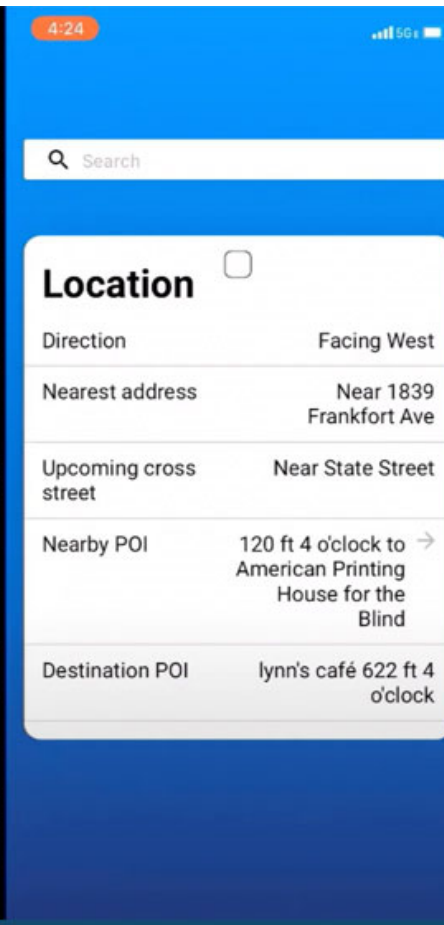 4:24
5G
Search
Location
Direction
Facing West
Nearest address
Near 1839
Frankfort Ave
Upcoming cross
street
Near State Street
Nearby POI
120 ft 4 o'clock to
American Printing
House for the
Blind
Destination POI
lynn's café 622 ft 4
o'clock